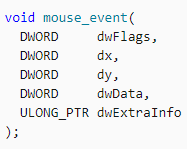 void mouse_event(
DWORD dwFlags,
DWORD dx,
DWORD dy,
DWORD dwData,
ULONG_PTR dwExtraInfo
);